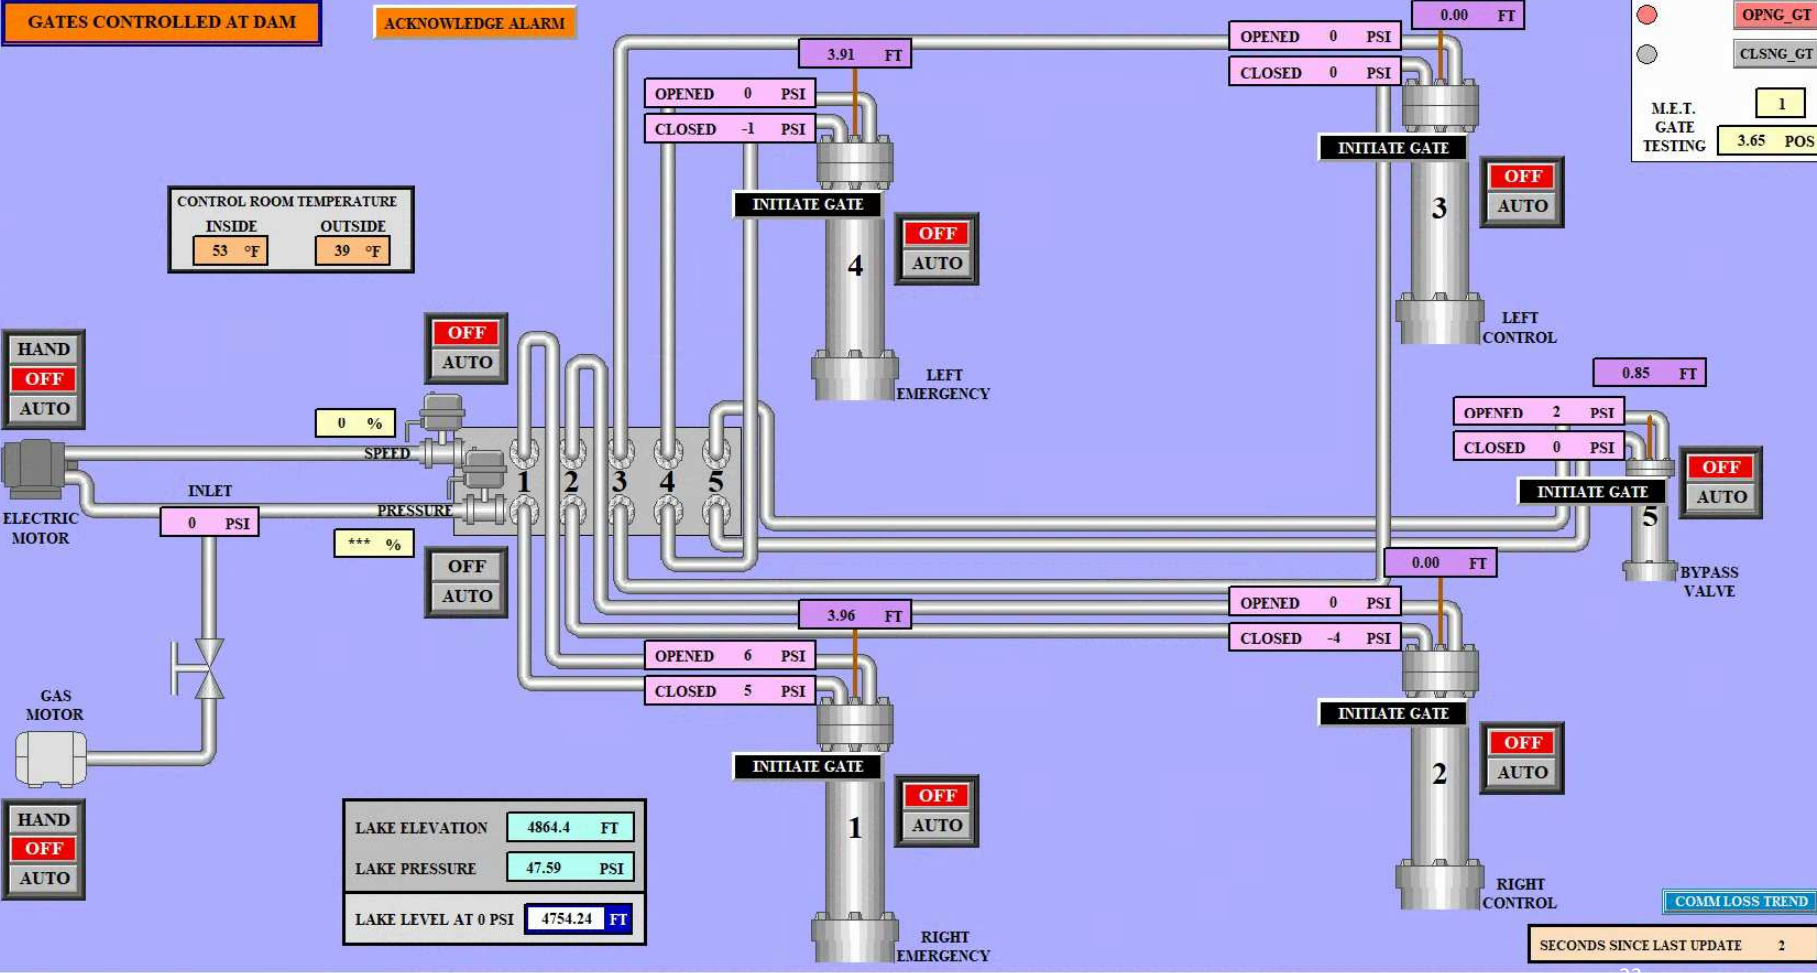 GATES CONTROLLED AT DAM
ACKNOWLEDGE ALARM
3.91 FT
OPENED 0 PSI
CLOSED -1 PSI
INITIATE GATE
4
OFF
AUTO
LEFT
EMERGENCY
OPENED 0 PSI
CLOSED 0 PSI
0.00 FT
INITIATE GATE
3
OFF
AUTO
LEFT
CONTROL
OPNG_GT
CLSNG_GT
M.E.T.
GATE
TESTING
1
3.65 POS
CONTROL ROOM TEMPERATURE
INSIDE OUTSIDE
53 °F 39 °F
HAND
OFF
AUTO
ELECTRIC
MOTOR
OFF
AUTO
0 %
SPEED
INLET
0 PSI
PRESSURE
*** %
OFF
AUTO
1 2 3 4 5
0.85 FT
OPENED 2 PSI
CLOSED 0 PSI
INITIATE GATE
5
OFF
AUTO
BYPASS
VALVE
GAS
MOTOR
HAND
OFF
AUTO
3.96 FT
OPENED 6 PSI
CLOSED 5 PSI
INITIATE GATE
1
OFF
AUTO
RIGHT
EMERGENCY
0.00 FT
OPENED 0 PSI
CLOSED -4 PSI
INITIATE GATE
2
OFF
AUTO
RIGHT
CONTROL
LAKE ELEVATION 4864.4 FT
LAKE PRESSURE 47.59 PSI
LAKE LEVEL AT 0 PSI 4754.24 FT
COMM LOSS TREND
SECONDS SINCE LAST UPDATE 2